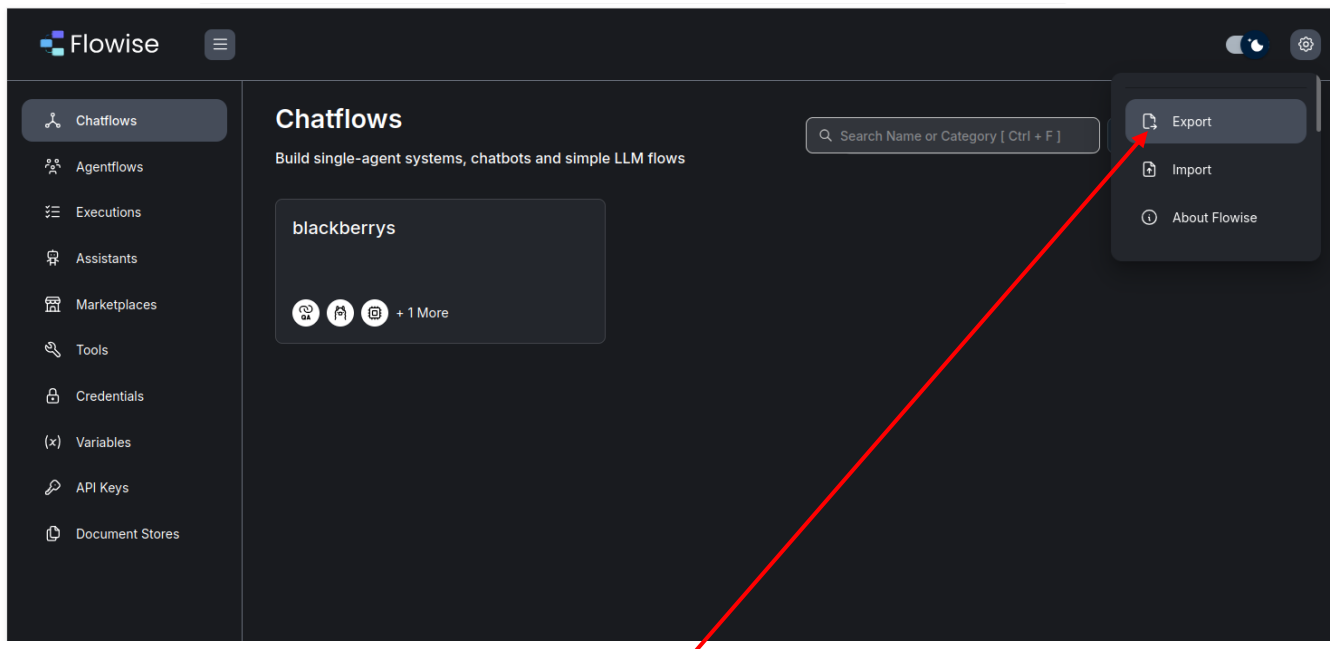 Flowise
Chatflows
Agentflows
Executions
Assistants
Marketplaces
Tools
Credentials
(x) Variables
API Keys
Document Stores
Chatflows
Build single-agent systems, chatbots and simple LLM flows
Search Name or Category [ Ctrl + F ]
blackberrys
QA
+ 1 More
Export
Import
About Flowise